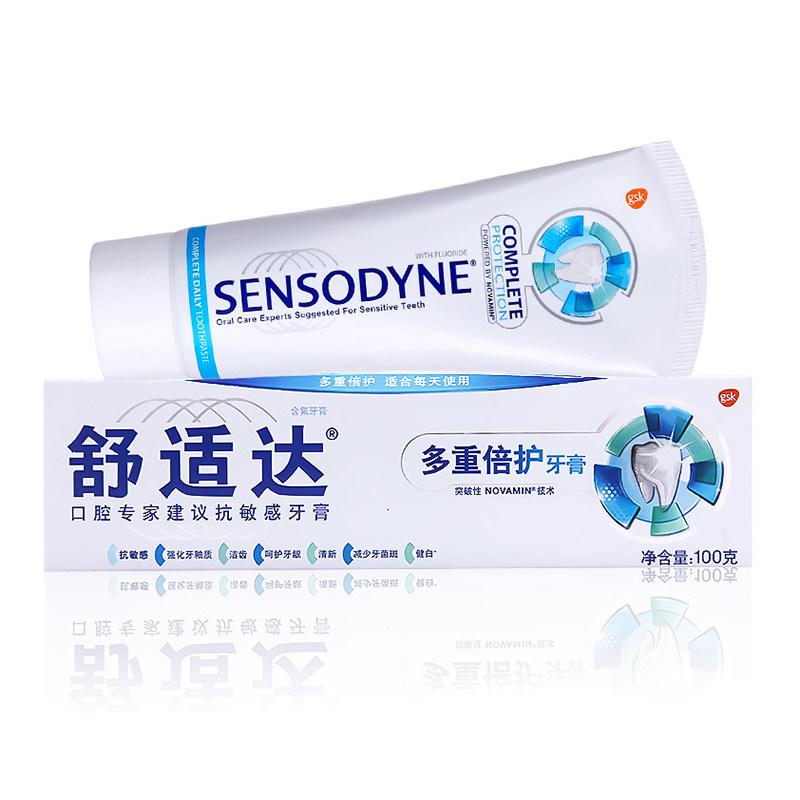 gsk
COMPLETE DAILY TOOTHPASTE
WITH FLUORIDE
SENSODYNE®
Oral Care Experts Suggested For Sensitive Teeth
COMPLETE
PROTECTION
POWERED BY NOVAMIN®
多重倍护 适合每天使用
gsk
含氟牙膏
舒适达®
口腔专家建议抗敏感牙膏
多重倍护牙膏
突破性 NOVAMIN®技术
抗敏感 强化牙釉质 洁齿 呵护牙龈 清新 减少牙菌斑 健白*
净含量:100克